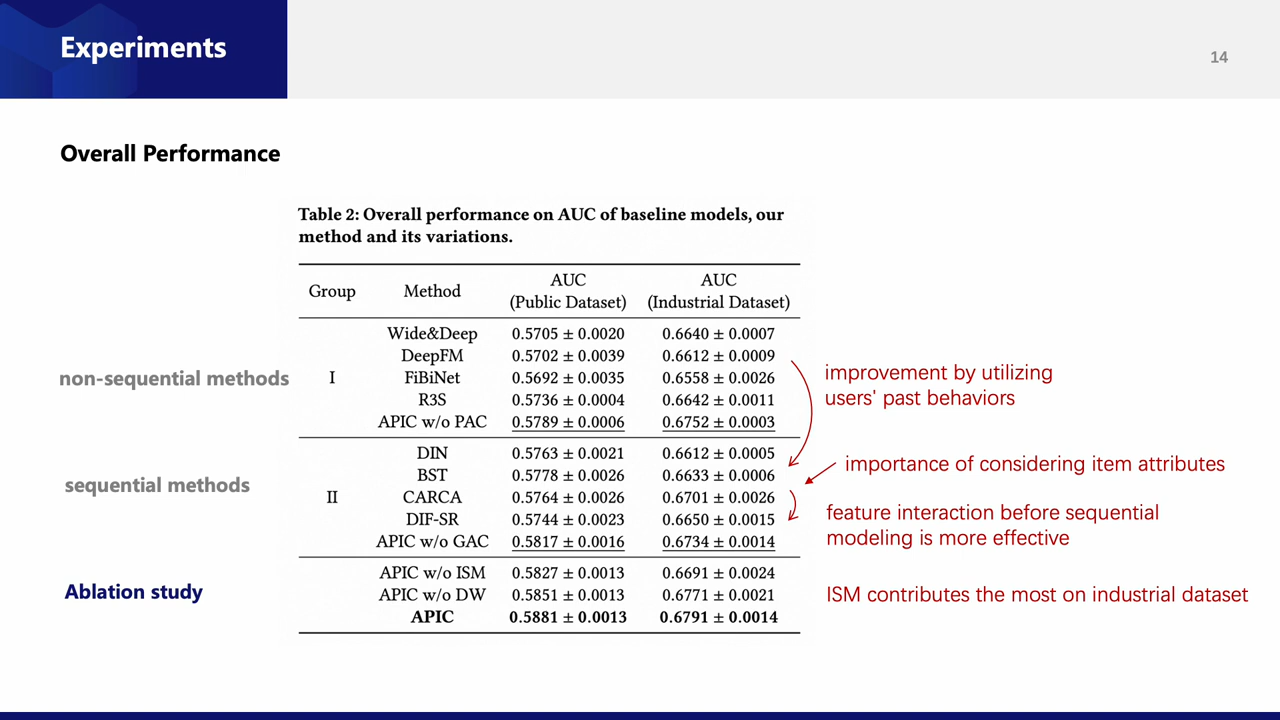 Experiments
14
Overall Performance
Table 2: Overall performance on AUC of baseline models, our
method and its variations.
Group Method AUC (Public Dataset) AUC (Industrial Dataset)
Wide&Deep 0.5705 ± 0.0020 0.6640 ± 0.0007
DeepFM 0.5702 ± 0.0039 0.6612 ± 0.0009
non-sequential methods I FiBiNet 0.5692 ± 0.0035 0.6558 ± 0.0026
R3S 0.5736 ± 0.0004 0.6642 ± 0.0011
APIC w/o PAC 0.5789 ± 0.0006 0.6752 ± 0.0003
improvement by utilizing
users' past behaviors
DIN 0.5763 ± 0.0021 0.6612 ± 0.0005
BST 0.5778 ± 0.0026 0.6633 ± 0.0006
sequential methods II CARCA 0.5764 ± 0.0026 0.6701 ± 0.0026
DIF-SR 0.5744 ± 0.0023 0.6650 ± 0.0015
APIC w/o GAC 0.5817 ± 0.0016 0.6734 ± 0.0014
importance of considering item attributes
feature interaction before sequential
modeling is more effective
APIC w/o ISM 0.5827 ± 0.0013 0.6691 ± 0.0024
Ablation study APIC w/o DW 0.5851 ± 0.0013 0.6771 ± 0.0021
APIC 0.5881 ± 0.0013 0.6791 ± 0.0014
ISM contributes the most on industrial dataset